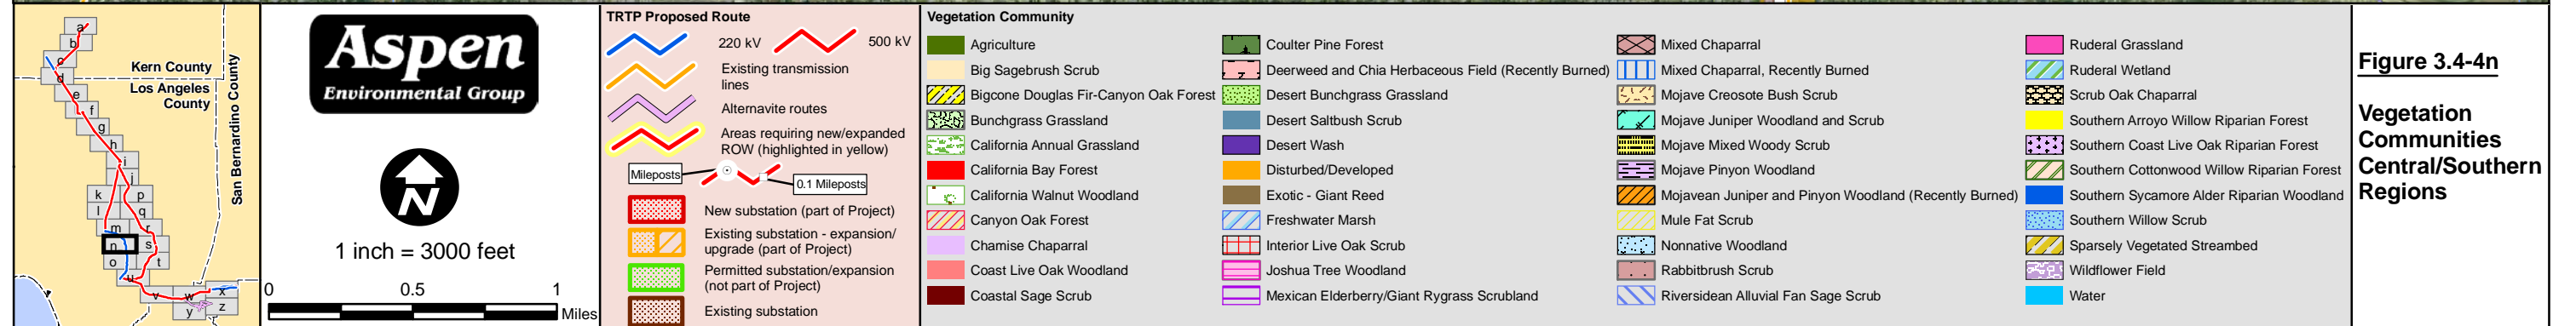 a
b
c
d
e
f
g
h
i
j
k
p
l
q
m
r
n
s
o
t
u
v
w
x
y
z
Kern County
Los Angeles
County
San Bernardino County
Aspen
Environmental Group
N
1 inch = 3000 feet
0 0.5 1
Miles
TRTP Proposed Route
220 kV 500 kV
Existing transmission
lines
Alternavite routes
Areas requiring new/expanded
ROW (highlighted in yellow)
Mileposts
0.1 Mileposts
New substation (part of Project)
Existing substation - expansion/
upgrade (part of Project)
Permitted substation/expansion
(not part of Project)
Existing substation
Vegetation Community
Agriculture
Big Sagebrush Scrub
Bigcone Douglas Fir-Canyon Oak Forest
Bunchgrass Grassland
California Annual Grassland
California Bay Forest
California Walnut Woodland
Canyon Oak Forest
Chamise Chaparral
Coast Live Oak Woodland
Coastal Sage Scrub
Coulter Pine Forest
Deerweed and Chia Herbaceous Field (Recently Burned)
Desert Bunchgrass Grassland
Desert Saltbush Scrub
Desert Wash
Disturbed/Developed
Exotic - Giant Reed
Freshwater Marsh
Interior Live Oak Scrub
Joshua Tree Woodland
Mexican Elderberry/Giant Rygrass Scrubland
Mixed Chaparral
Mixed Chaparral, Recently Burned
Mojave Creosote Bush Scrub
Mojave Juniper Woodland and Scrub
Mojave Mixed Woody Scrub
Mojave Pinyon Woodland
Mojavean Juniper and Pinyon Woodland (Recently Burned)
Mule Fat Scrub
Nonnative Woodland
Rabbitbrush Scrub
Riversidean Alluvial Fan Sage Scrub
Ruderal Grassland
Ruderal Wetland
Scrub Oak Chaparral
Southern Arroyo Willow Riparian Forest
Southern Coast Live Oak Riparian Forest
Southern Cottonwood Willow Riparian Forest
Southern Sycamore Alder Riparian Woodland
Southern Willow Scrub
Sparsely Vegetated Streambed
Wildflower Field
Water
Figure 3.4-4n
Vegetation
Communities
Central/Southern
Regions